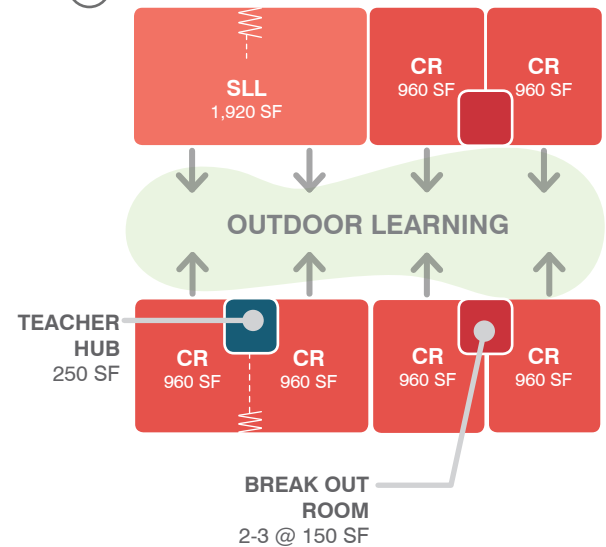 SLL
1,920 SF
CR
960 SF
CR
960 SF
OUTDOOR LEARNING
TEACHER
HUB
250 SF
CR
960 SF
CR
960 SF
CR
960 SF
CR
960 SF
BREAK OUT
ROOM
2-3 @ 150 SF